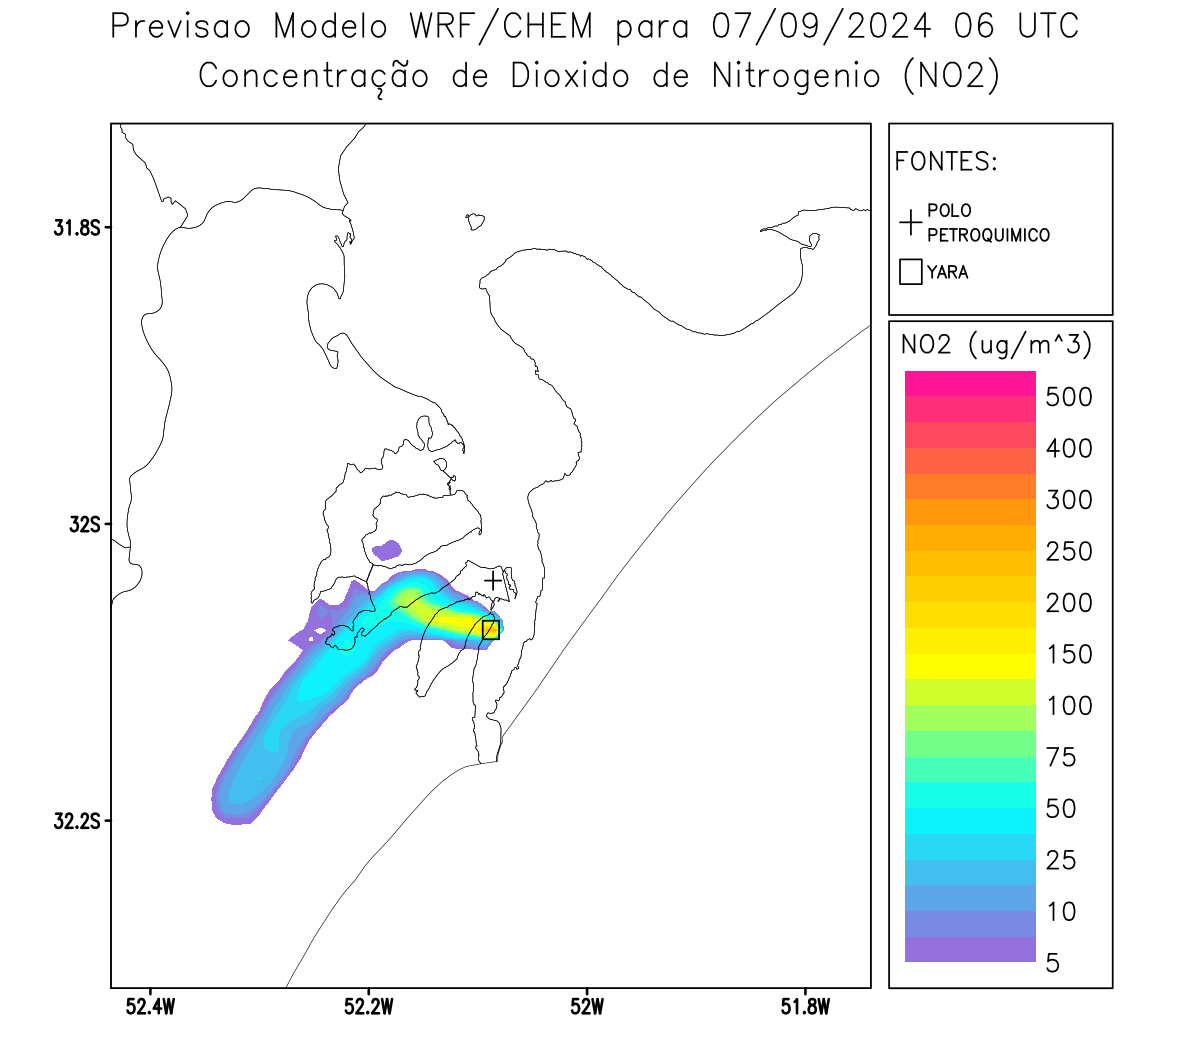 Previsao Modelo WRF/CHEM para 07/09/2024 06 UTC
Concentração de Dioxido de Nitrogenio (NO2)
FONTES:
POLO
PETROQUIMICO
YARA
NO2 (ug/m^3)
500
400
300
250
200
150
100
75
50
25
10
5
31.8S
32S
32.2S
52.4W
52.2W
52W
51.8W